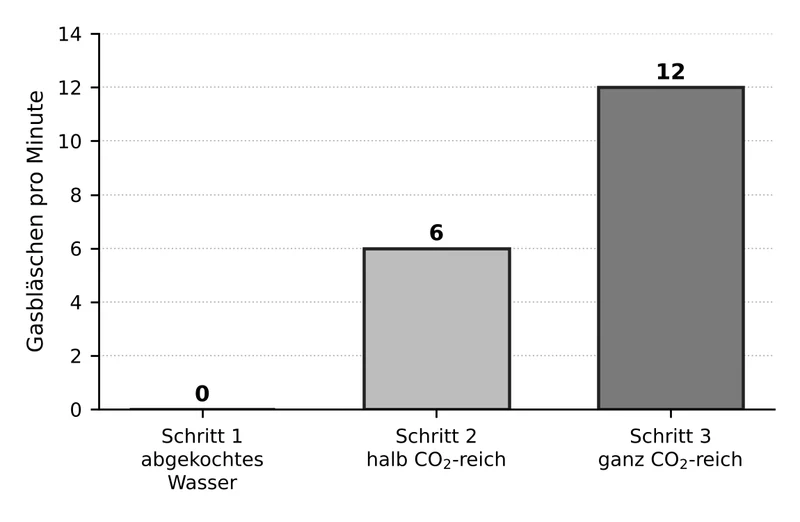 Gasbläschen pro Minute
14
12
10
8
6
4
2
0
0
6
12
Schritt 1
abgekochtes
Wasser
Schritt 2
halb CO₂-reich
Schritt 3
ganz CO₂-reich